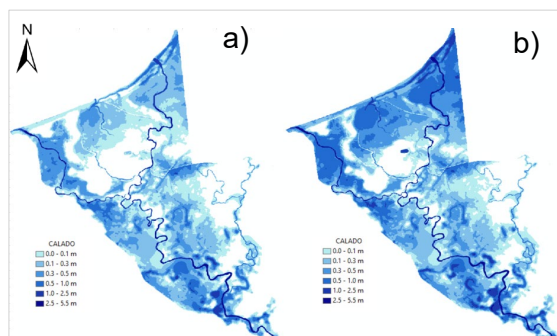 N
a)
b)
CALADO
0.0 - 0.1 m
0.1 - 0.3 m
0.3 - 0.5 m
0.5 - 1.0 m
1.0 - 2.5 m
2.5 - 5.5 m
CALADO
0.0 - 0.1 m
0.1 - 0.3 m
0.3 - 0.5 m
0.5 - 1.0 m
1.0 - 2.5 m
2.5 - 5.5 m